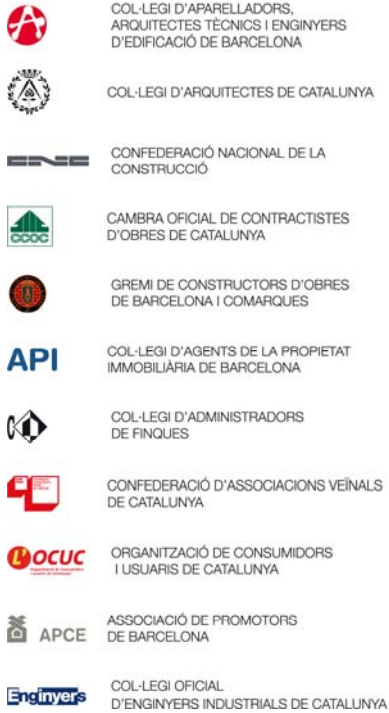 COL·LEGI D'APARELLADORS,
ARQUITECTES TÈCNICS I ENGINYERS
D'EDIFICACIÓ DE BARCELONA
COL·LEGI D'ARQUITECTES DE CATALUNYA
CNC
CONFEDERACIÓ NACIONAL DE LA
CONSTRUCCIÓ
CCOC
CAMBRA OFICIAL DE CONTRACTISTES
D'OBRES DE CATALUNYA
GREMI DE CONSTRUCTORS D'OBRES
DE BARCELONA I COMARQUES
API
COL·LEGI D'AGENTS DE LA PROPIETAT
IMMOBILIÀRIA DE BARCELONA
COL·LEGI D'ADMINISTRADORS
DE FINQUES
CONFEDERACIÓ D'ASSOCIACIONS VEÏNALS
DE CATALUNYA
L'OCUC
ORGANITZACIÓ DE CONSUMIDORS
I USUARIS DE CATALUNYA
APCE
ASSOCIACIÓ DE PROMOTORS
DE BARCELONA
Enginyers
COL·LEGI OFICIAL
D'ENGINYERS INDUSTRIALS DE CATALUNYA